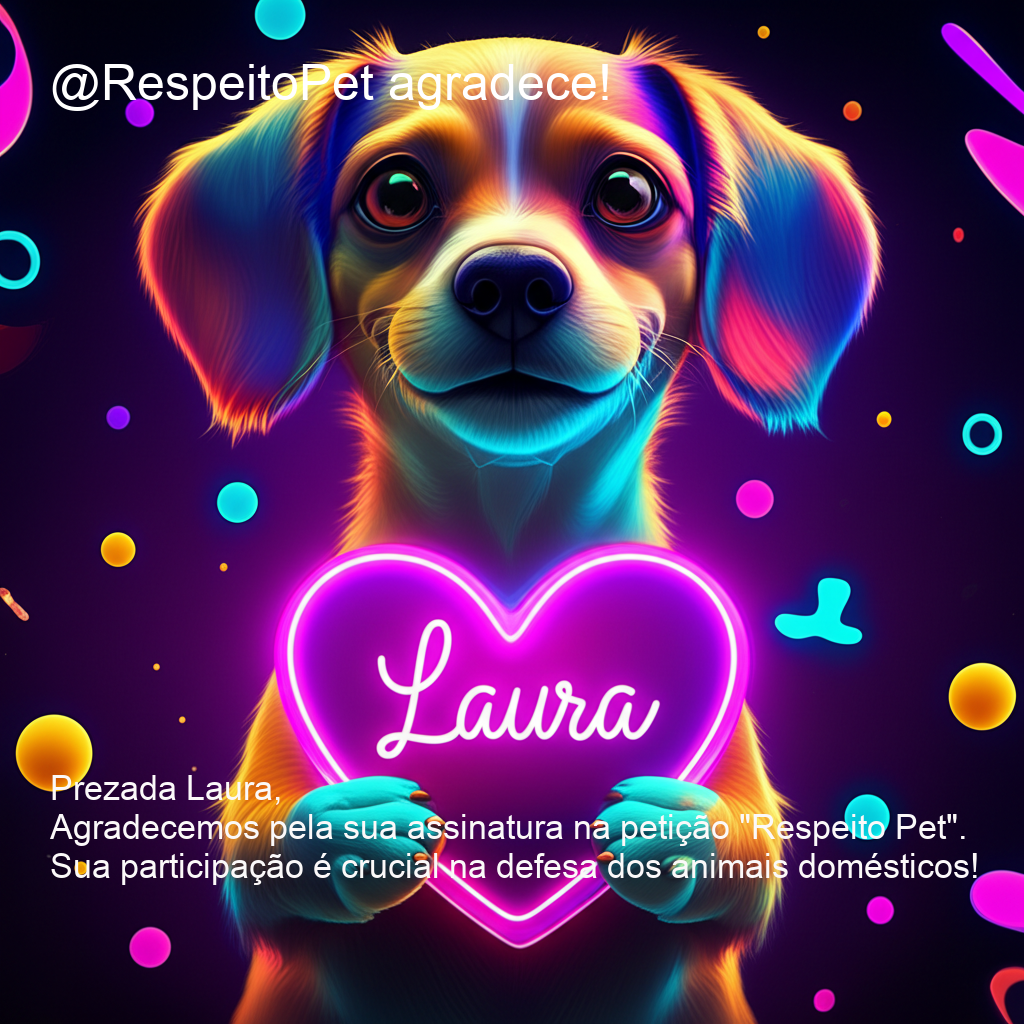 @RespeitoPet agradece!
Laura
Prezada Laura,
Agradecemos pela sua assinatura na petição "Respeito Pet".
Sua participação é crucial na defesa dos animais domésticos!